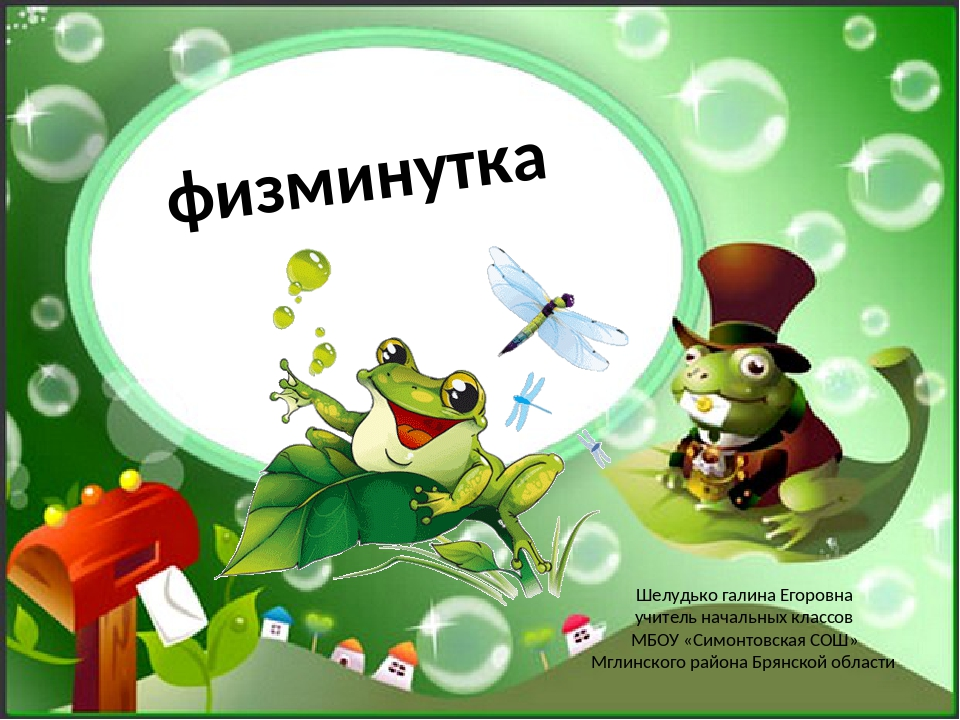 физминутка
Шелудько галина Егоровна
учитель начальных классов
МБОУ «Симонтовская СОШ»
Мглинского района Брянской области